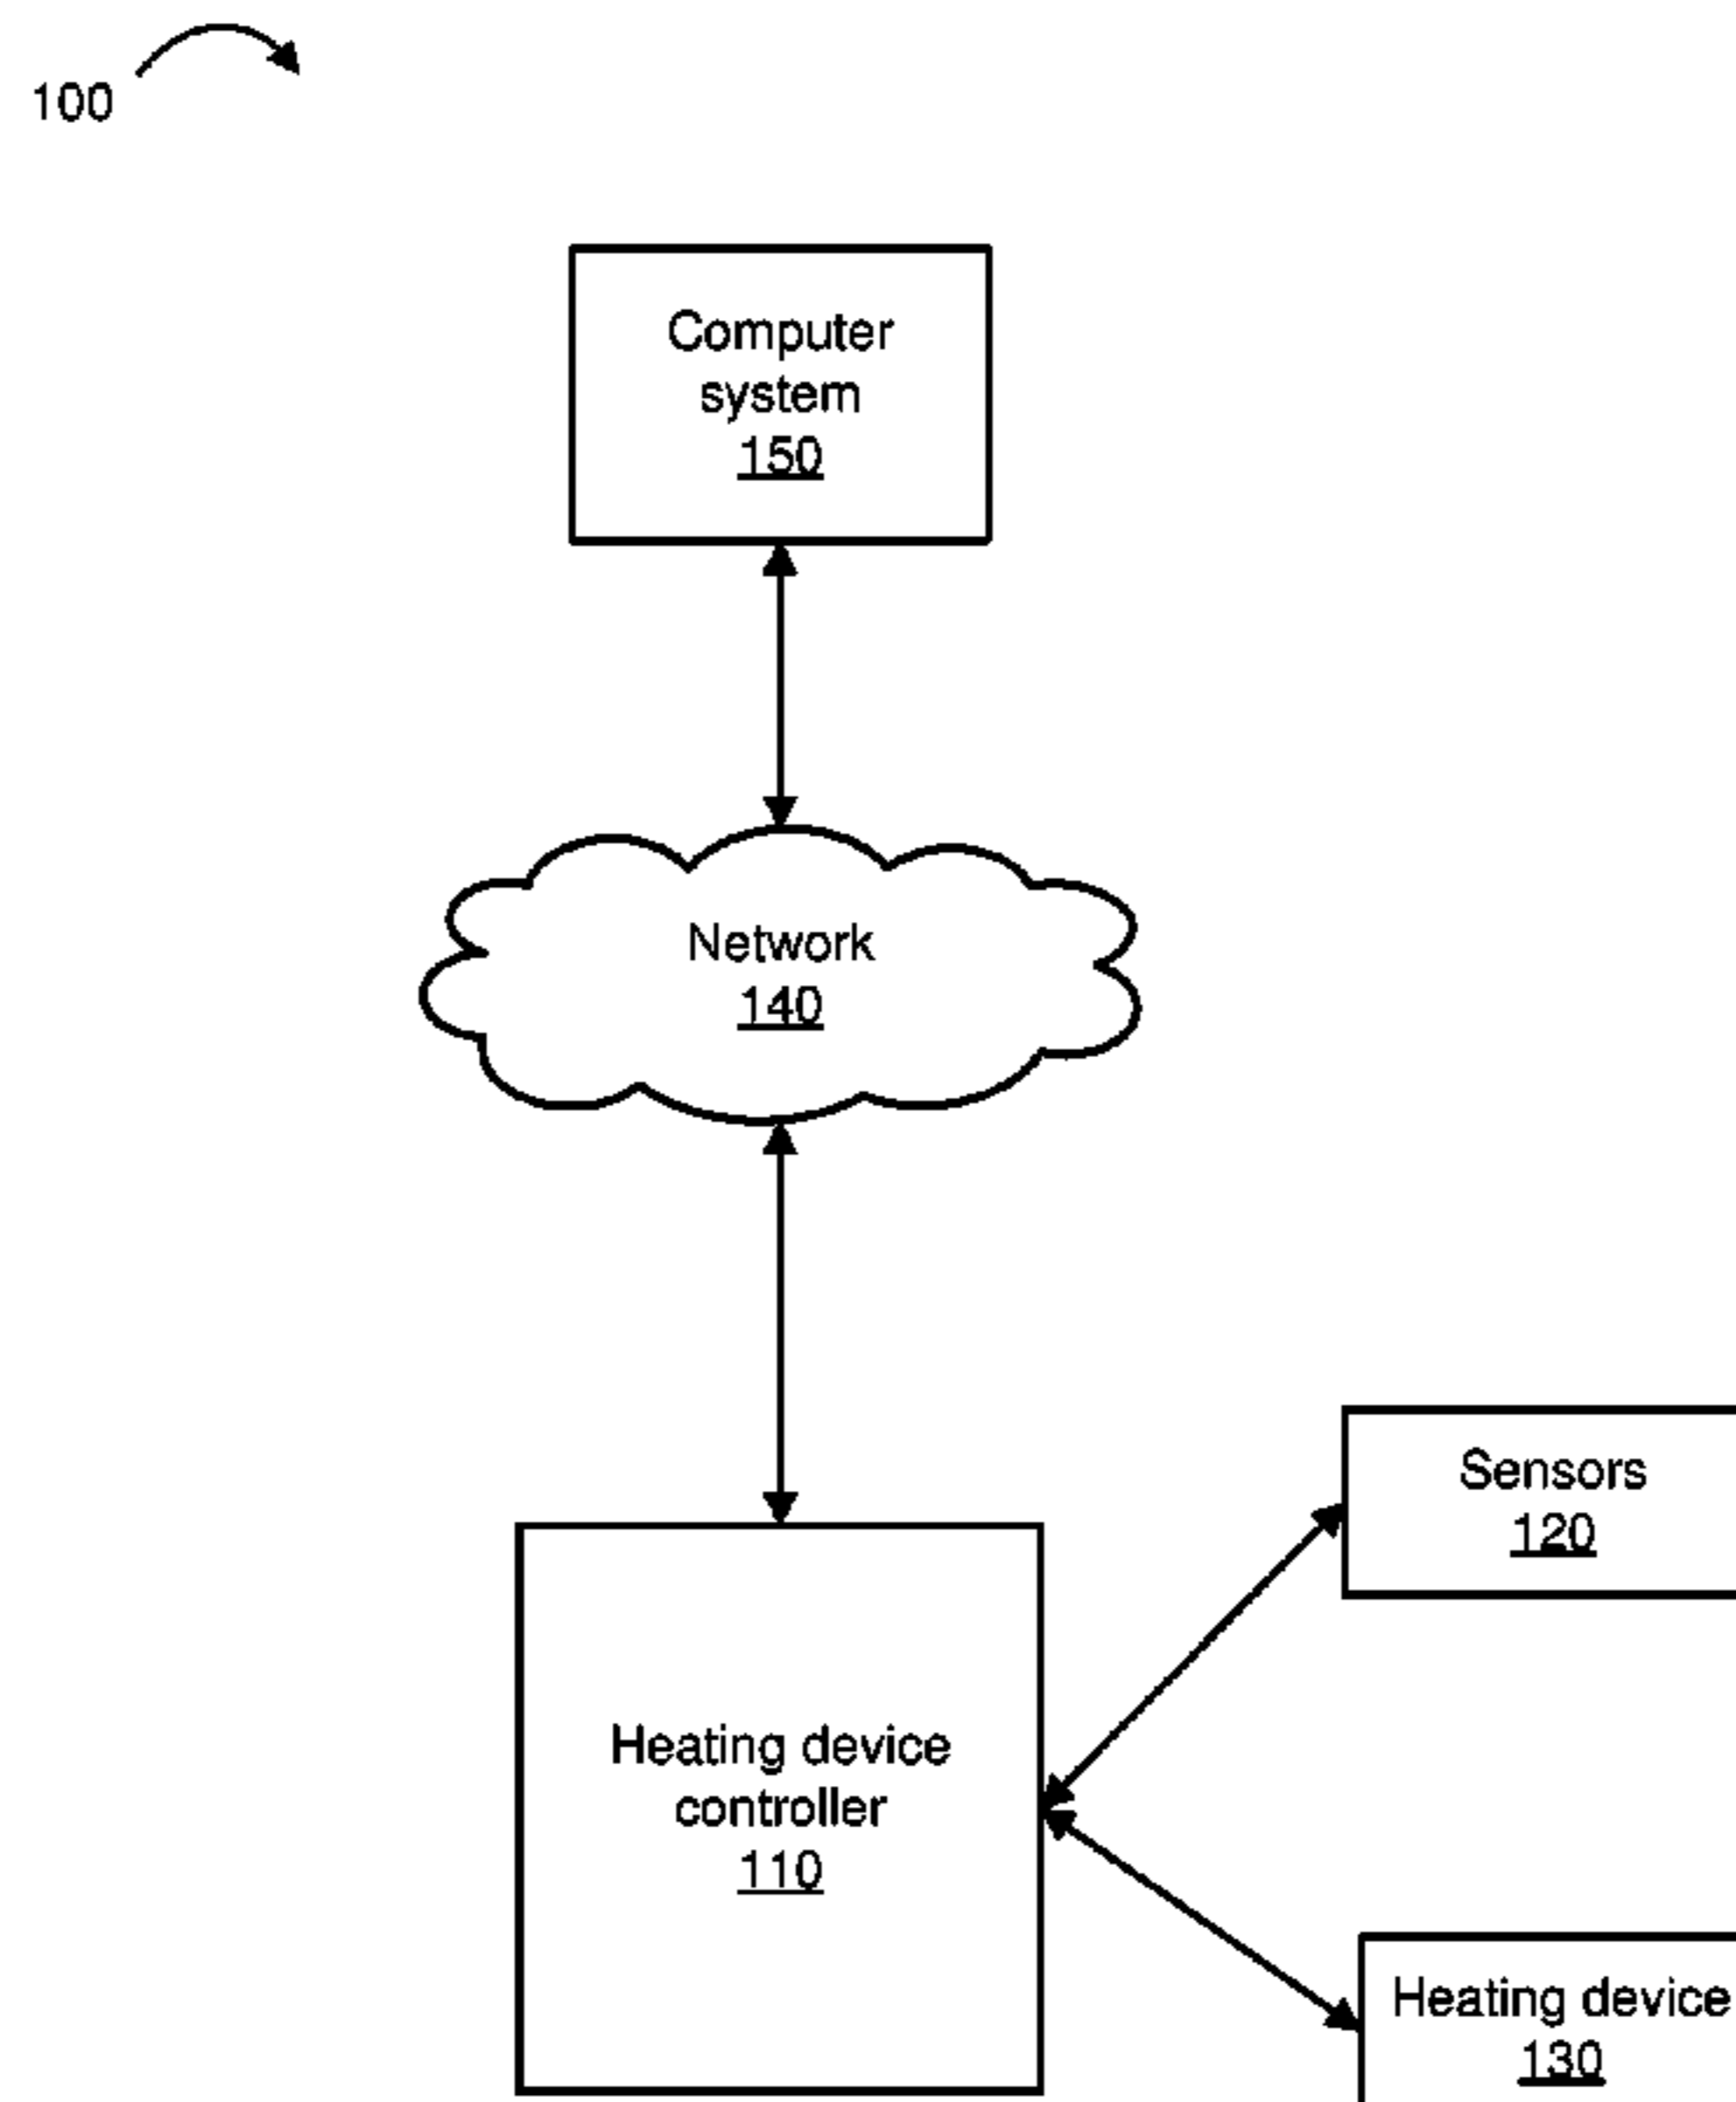 100
Computer
system
150
Network
140
Sensors
120
Heating device
controller
110
Heating device
130